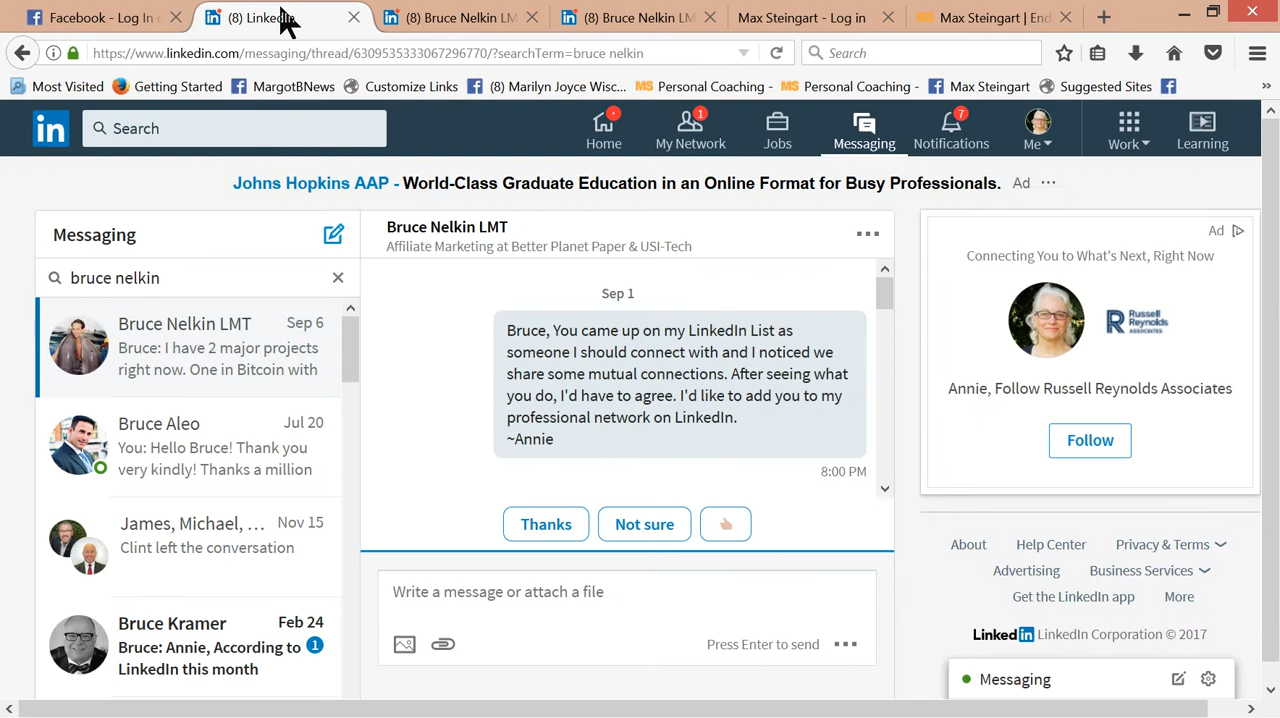 Facebook - Log In o
(8) LinkedIn
(8) Bruce Nelkin LM
(8) Bruce Nelkin LM
Max Steingart - Log in
Max Steingart | End
https://www.linkedin.com/messaging/thread/6309535333067296770/?searchTerm=bruce nelkin
Search
Most Visited
Getting Started
MargotBNews
Customize Links
(8) Marilyn Joyce Wisc...
Personal Coaching -
Personal Coaching -
Max Steingart
Suggested Sites
in
Search
Home
1
My Network
Jobs
Messaging
7
Notifications
Me
Work
Learning
Johns Hopkins AAP - World-Class Graduate Education in an Online Format for Busy Professionals. Ad
Messaging
bruce nelkin
Bruce Nelkin LMT Sep 6
Bruce: I have 2 major projects
right now. One in Bitcoin with
Bruce Aleo Jul 20
You: Hello Bruce! Thank you
very kindly! Thanks a million
James, Michael, ... Nov 15
Clint left the conversation
Bruce Kramer Feb 24
Bruce: Annie, According to 1
LinkedIn this month
Bruce Nelkin LMT
Affiliate Marketing at Better Planet Paper & USI-Tech
Sep 1
Bruce, You came up on my LinkedIn List as
someone I should connect with and I noticed we
share some mutual connections. After seeing what
you do, I'd have to agree. I'd like to add you to my
professional network on LinkedIn.
~Annie
8:00 PM
Thanks
Not sure
Write a message or attach a file
Press Enter to send
Ad
Connecting You to What's Next, Right Now
Russell
Reynolds
ASSOCIATES
Annie, Follow Russell Reynolds Associates
Follow
About Help Center Privacy & Terms
Advertising Business Services
Get the LinkedIn app More
LinkedIn LinkedIn Corporation © 2017
Messaging